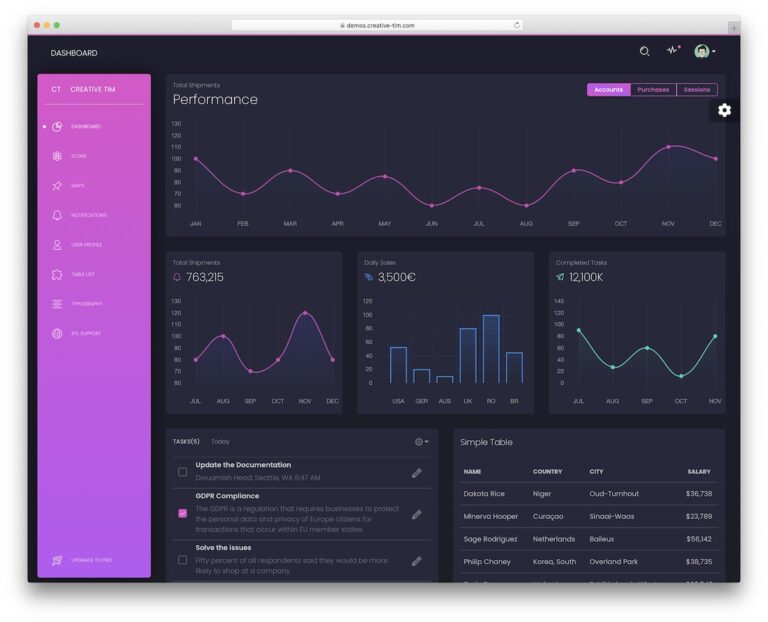 demos.creative-tim.com
DASHBOARD
CT CREATIVE TIM
DASHBOARD
ICONS
MAPS
NOTIFICATIONS
USER PROFILE
TABLE LIST
TYPOGRAPHY
RTL SUPPORT
UPGRADE TO PRO
Total Shipments
Performance
Accounts Purchases Sessions
130
120
110
100
90
80
70
60
JAN FEB MAR APR MAY JUN JUL AUG SEP OCT NOV DEC
Total Shipments
763,215
130
120
110
100
90
80
70
60
JUL AUG SEP OCT NOV DEC
Daily Sales
3,500€
120
100
80
60
40
20
0
USA GER AUS UK RO BR
Completed Tasks
12,100K
140
120
100
80
60
40
20
0
JUL AUG SEP OCT NOV
TASKS(5) Today
Update the Documentation
Dwuamish Head, Seattle, WA 8:47 AM
GDPR Compliance
The GDPR is a regulation that requires businesses to protect
the personal data and privacy of Europe citizens for
transactions that occur within EU member states.
Solve the issues
Fifty percent of all respondents said they would be more
likely to shop at a company
Simple Table
NAME COUNTRY CITY SALARY
Dakota Rice Niger Oud-Turnhout $36,738
Minerva Hooper Curaçao Sinaai-Waas $23,789
Sage Rodriguez Netherlands Baileux $56,142
Philip Chaney Korea, South Overland Park $38,735